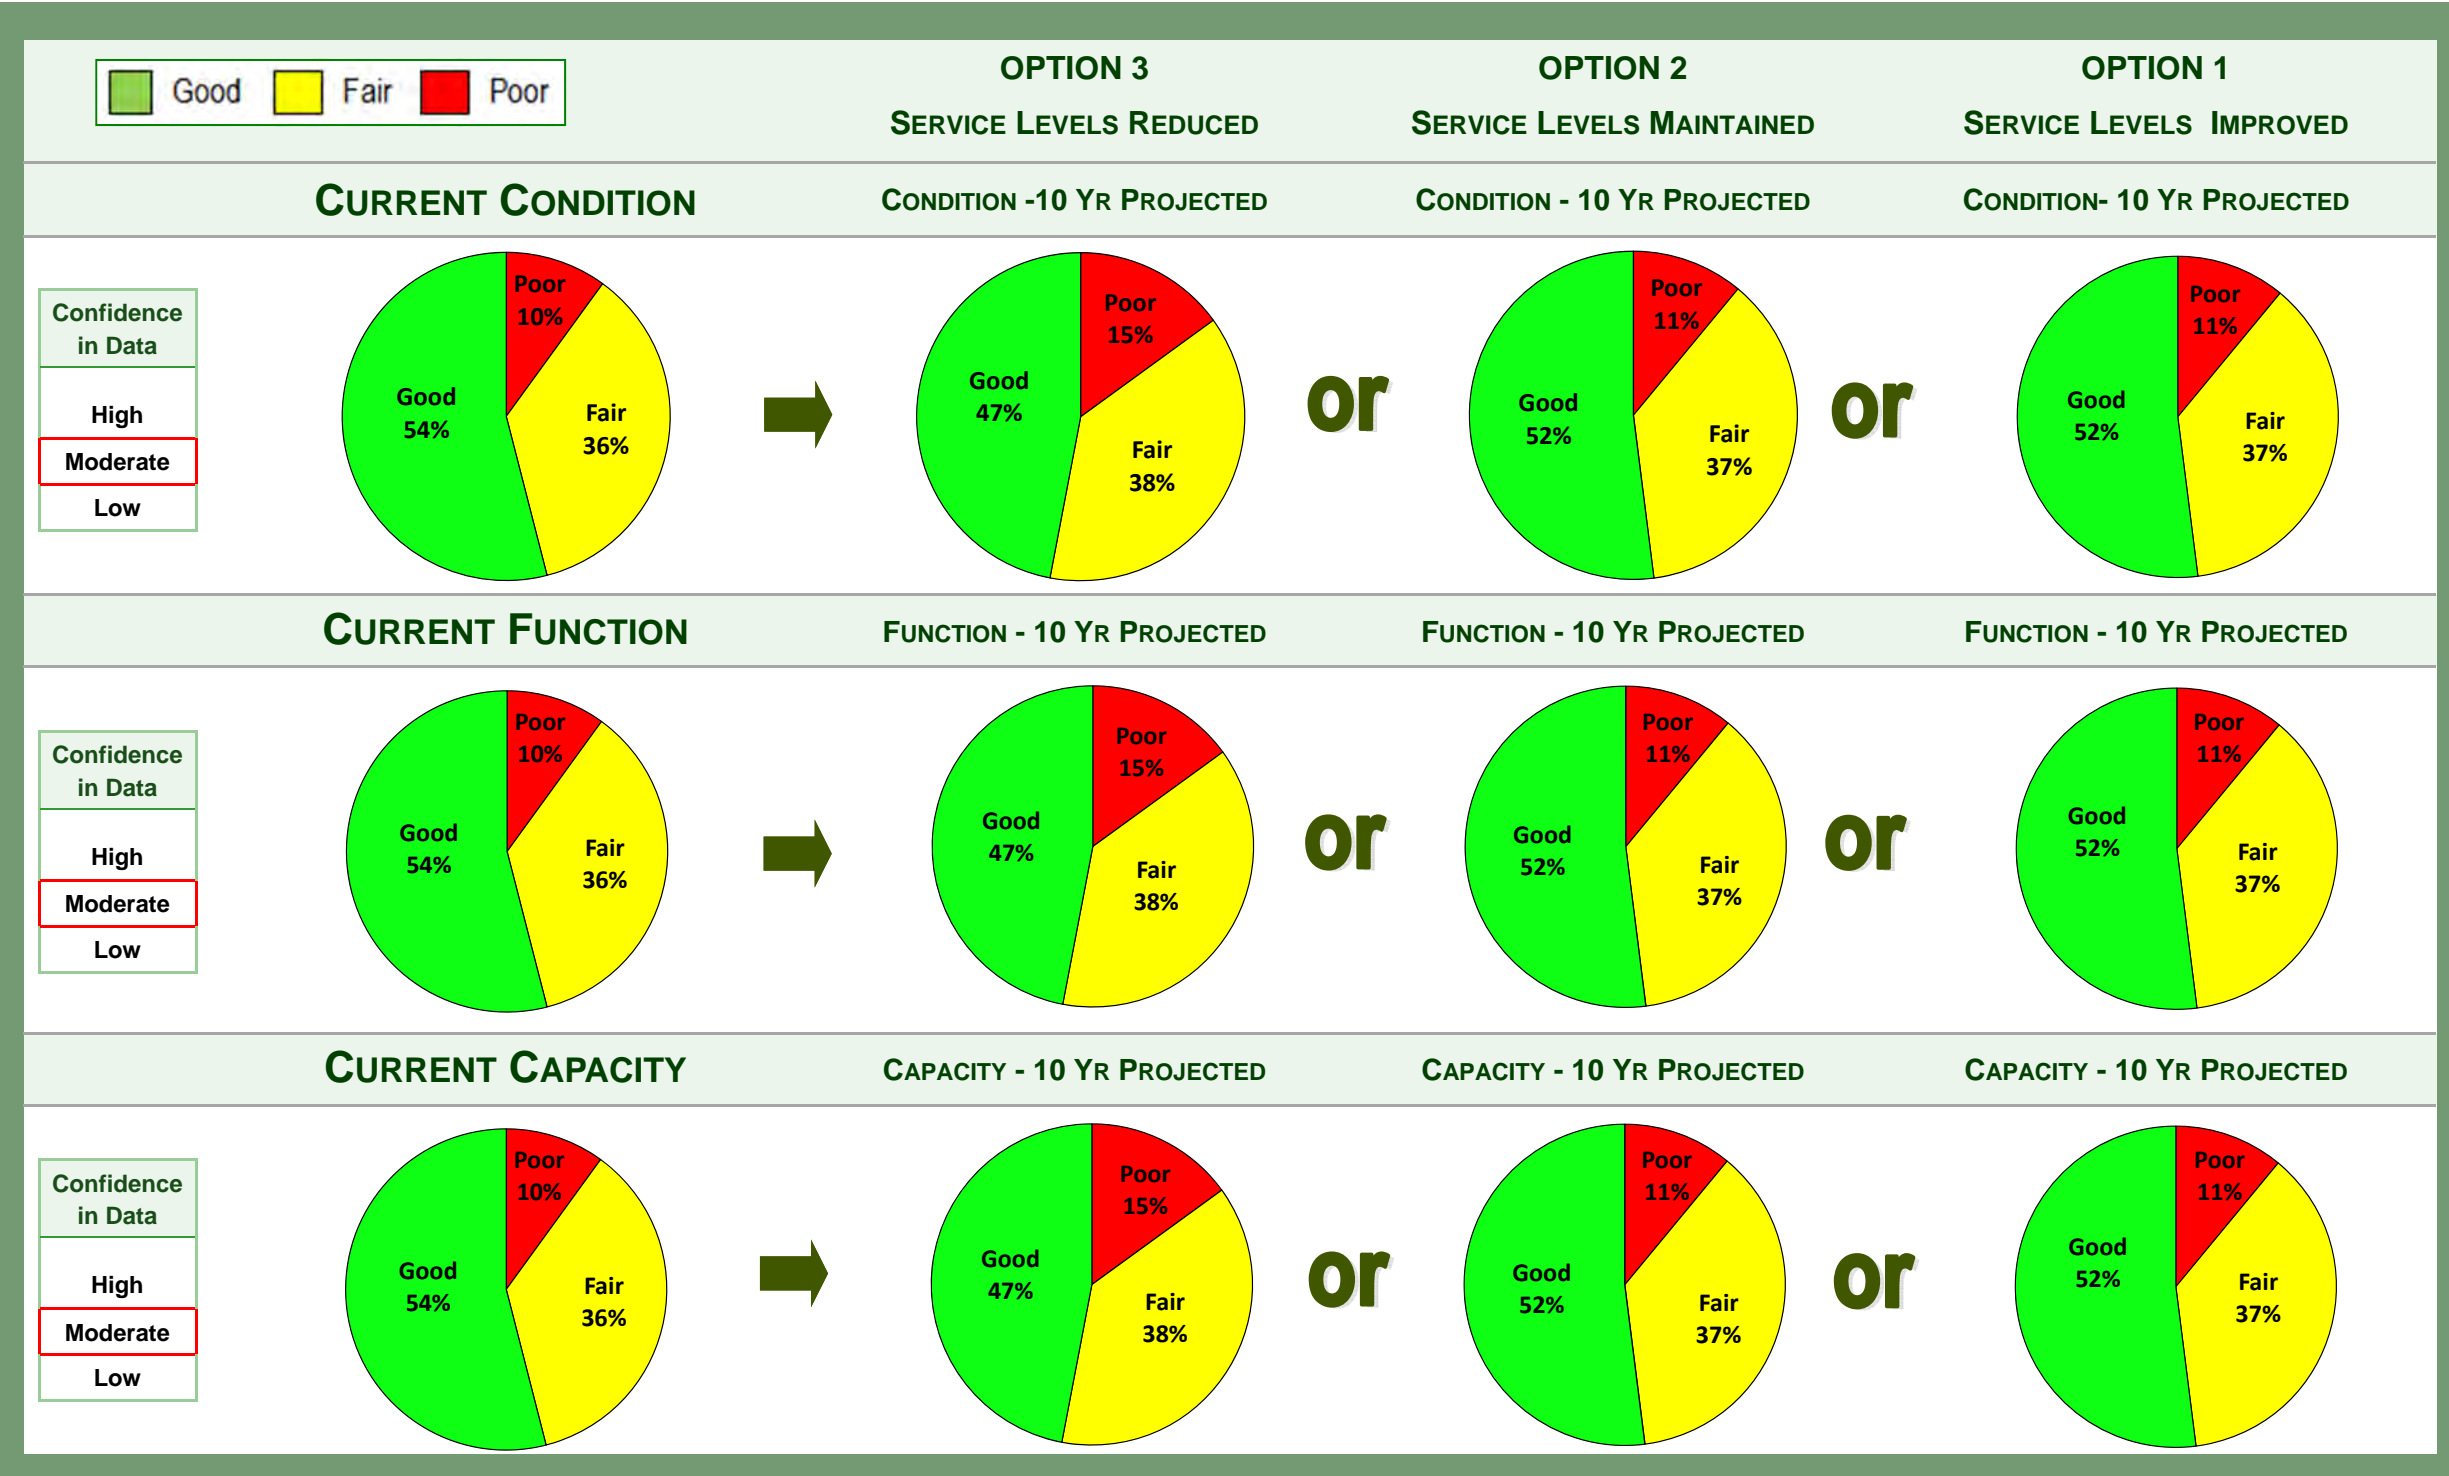 Good Fair Poor
OPTION 3
SERVICE LEVELS REDUCED
OPTION 2
SERVICE LEVELS MAINTAINED
OPTION 1
SERVICE LEVELS IMPROVED
CURRENT CONDITION
CONDITION -10 YR PROJECTED
CONDITION - 10 YR PROJECTED
CONDITION- 10 YR PROJECTED
Confidence
in Data
High
Moderate
Low
Poor
10%
Good
54%
Fair
36%
Poor
15%
Good
47%
Fair
38%
or
Poor
11%
Good
52%
Fair
37%
or
Poor
11%
Good
52%
Fair
37%
CURRENT FUNCTION
FUNCTION - 10 YR PROJECTED
FUNCTION - 10 YR PROJECTED
FUNCTION - 10 YR PROJECTED
Confidence
in Data
High
Moderate
Low
Poor
10%
Good
54%
Fair
36%
Poor
15%
Good
47%
Fair
38%
or
Poor
11%
Good
52%
Fair
37%
or
Poor
11%
Good
52%
Fair
37%
CURRENT CAPACITY
CAPACITY - 10 YR PROJECTED
CAPACITY - 10 YR PROJECTED
CAPACITY - 10 YR PROJECTED
Confidence
in Data
High
Moderate
Low
Poor
10%
Good
54%
Fair
36%
Poor
15%
Good
47%
Fair
38%
or
Poor
11%
Good
52%
Fair
37%
or
Poor
11%
Good
52%
Fair
37%